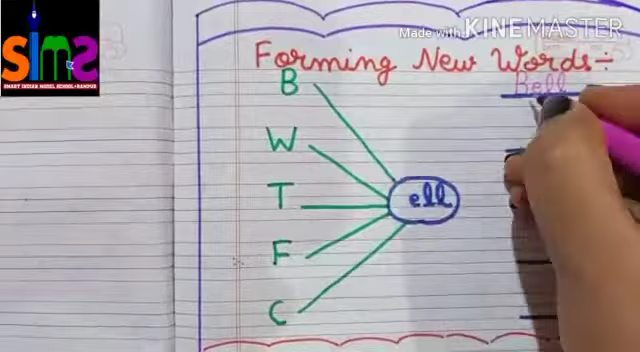 Made with KINEMASTER
SIMS
SMART INDIAN MODEL SCHOOL-RAMPUR
Forming New Words÷
B
Bell
W
T
ell
F
C